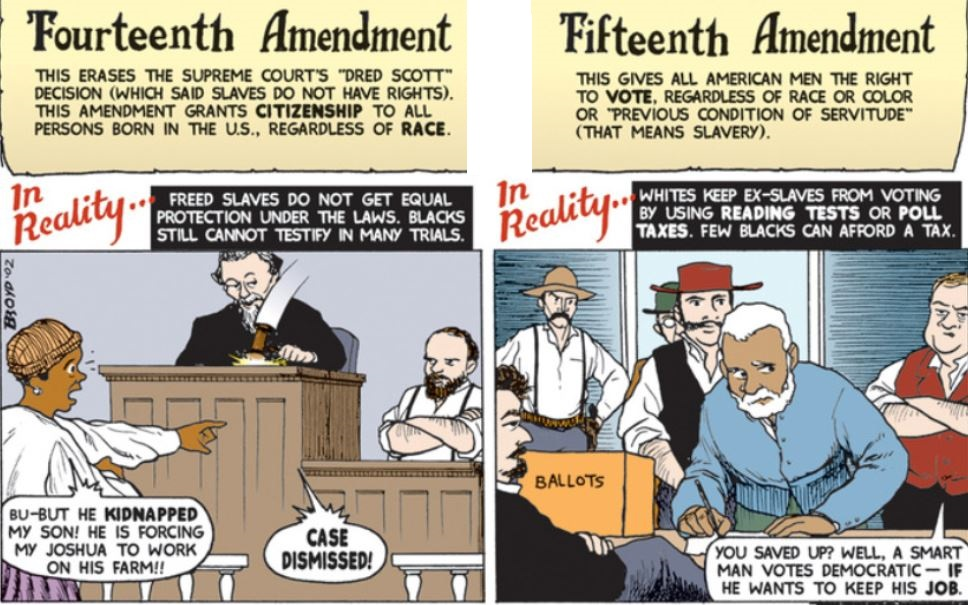 Fourteenth Amendment
THIS ERASES THE SUPREME COURT'S "DRED SCOTT"
DECISION (WHICH SAID SLAVES DO NOT HAVE RIGHTS).
THIS AMENDMENT GRANTS CITIZENSHIP TO ALL
PERSONS BORN IN THE U.S., REGARDLESS OF RACE.
In
Reality...
FREED SLAVES DO NOT GET EQUAL
PROTECTION UNDER THE LAWS. BLACKS
STILL CANNOT TESTIFY IN MANY TRIALS.
BU-BUT HE KIDNAPPED
MY SON! HE IS FORCING
MY JOSHUA TO WORK
ON HIS FARM!!
CASE
DISMISSED!
Fifteenth Amendment
THIS GIVES ALL AMERICAN MEN THE RIGHT
TO VOTE, REGARDLESS OF RACE OR COLOR
OR "PREVIOUS CONDITION OF SERVITUDE"
(THAT MEANS SLAVERY).
In
Reality...
WHITES KEEP EX-SLAVES FROM VOTING
BY USING READING TESTS OR POLL
TAXES. FEW BLACKS CAN AFFORD A TAX.
BALLOTS
YOU SAVED UP? WELL, A SMART
MAN VOTES DEMOCRATIC — IF
HE WANTS TO KEEP HIS JOB.